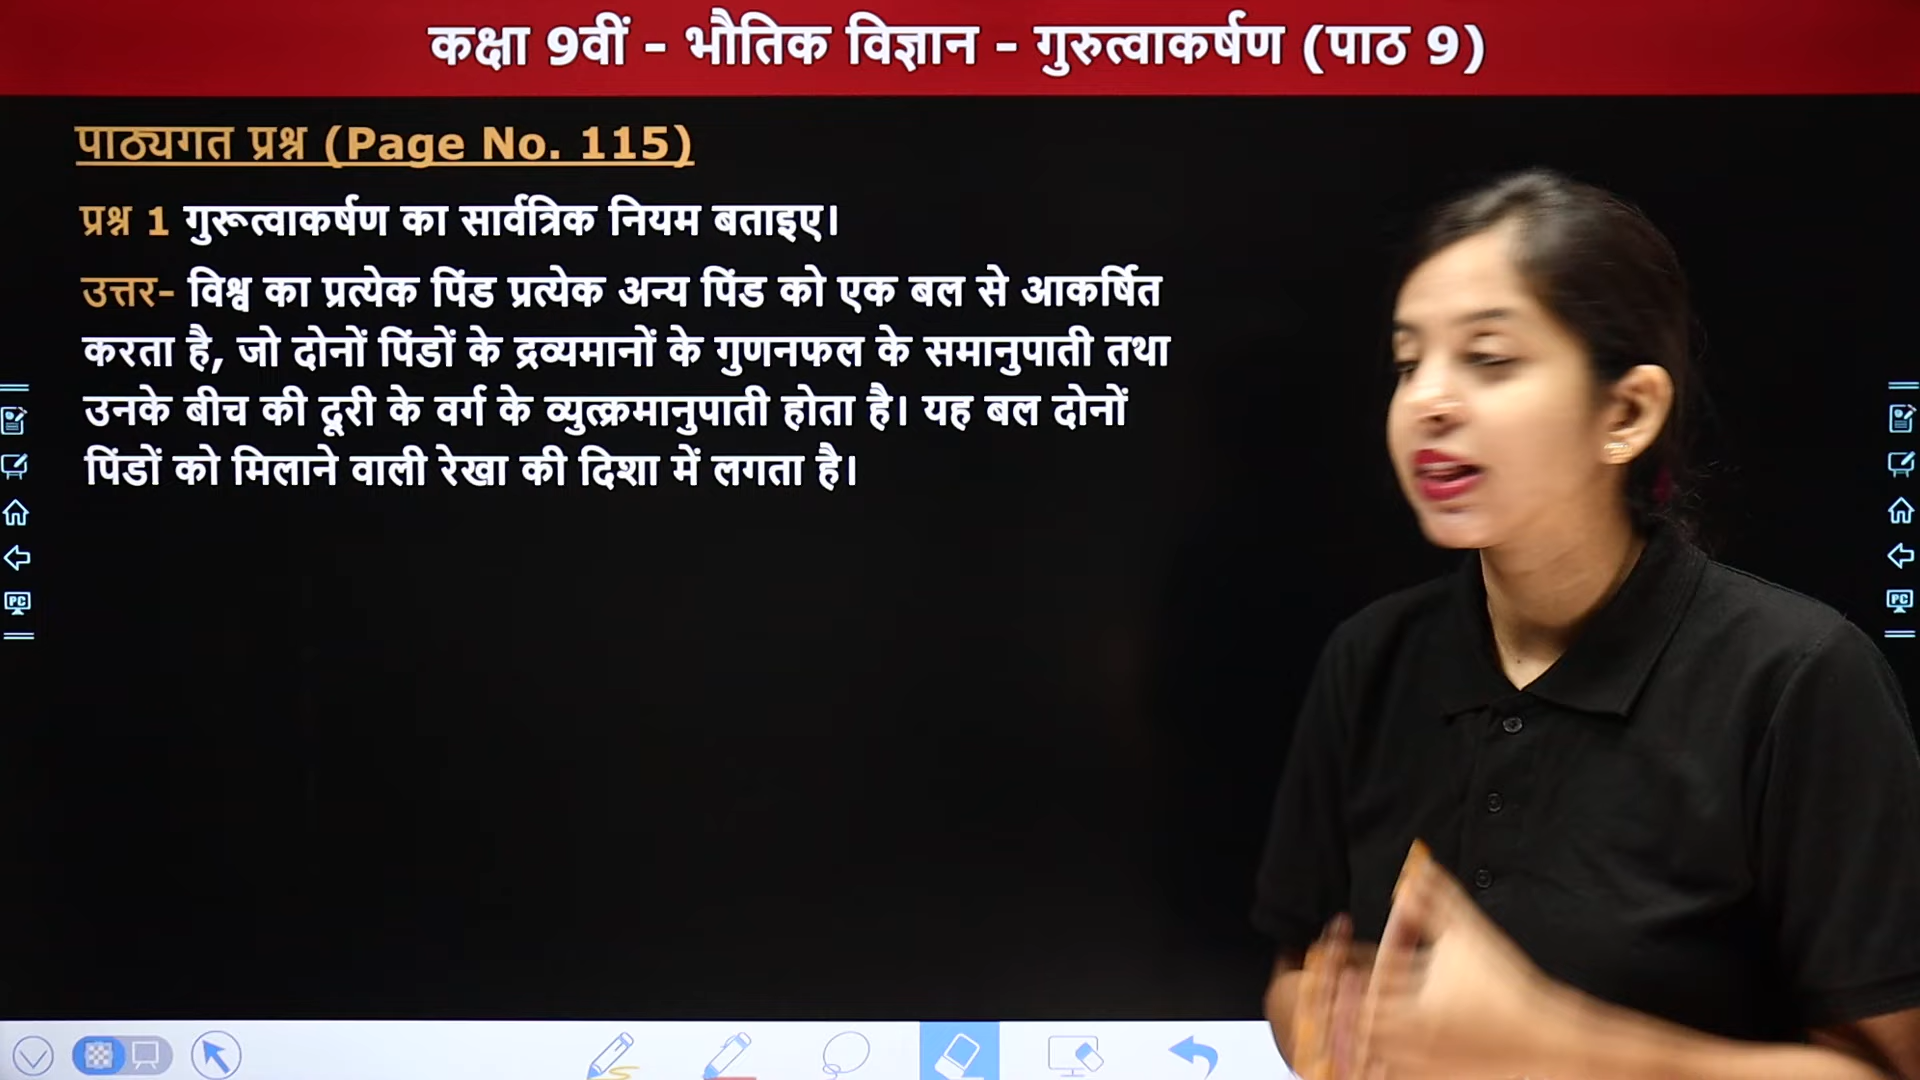 कक्षा 9वीं - भौतिक विज्ञान - गुरुत्वाकर्षण (पाठ 9)
पाठ्यगत प्रश्न (Page No. 115)
प्रश्न 1 गुरूत्वाकर्षण का सार्वत्रिक नियम बताइए।
उत्तर- विश्व का प्रत्येक पिंड प्रत्येक अन्य पिंड को एक बल से आकर्षित
करता है, जो दोनों पिंडों के द्रव्यमानों के गुणनफल के समानुपाती तथा
उनके बीच की दूरी के वर्ग के व्युत्क्रमानुपाती होता है। यह बल दोनों
पिंडों को मिलाने वाली रेखा की दिशा में लगता है।
PC
PC